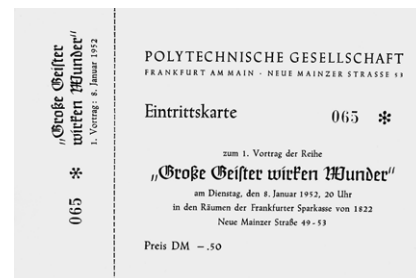 „Große Geister
wirken Wunder“
1. Vortrag: 8. Januar 1952
065 ✻
POLYTECHNISCHE GESELLSCHAFT
FRANKFURT AM MAIN · NEUE MAINZER STRASSE 53
Eintrittskarte 065 ✻
zum 1. Vortrag der Reihe
„Große Geister wirken Wunder“
am Dienstag, den 8. Januar 1952, 20 Uhr
in den Räumen der Frankfurter Sparkasse von 1822
Neue Mainzer Straße 49-53
Preis DM –.50